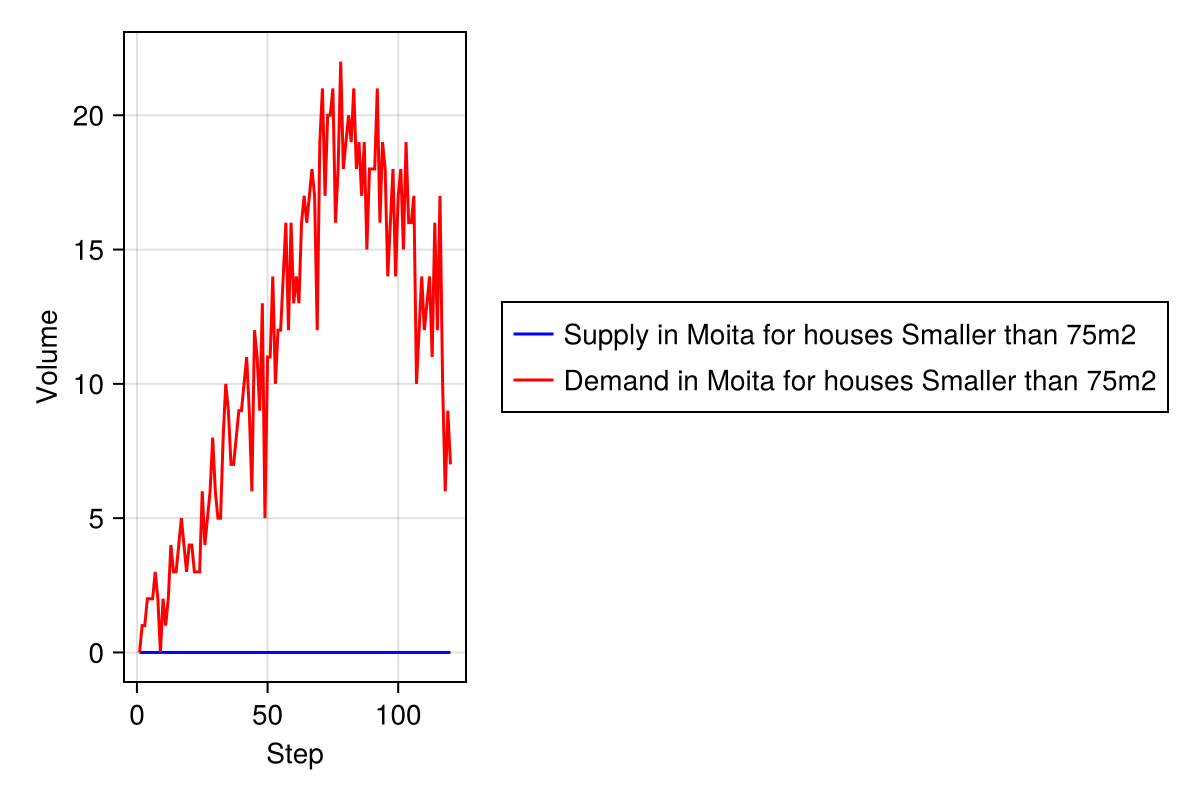 20
15
10
5
0
Volume
0 50 100
Step
Supply in Moita for houses Smaller than 75m2
Demand in Moita for houses Smaller than 75m2